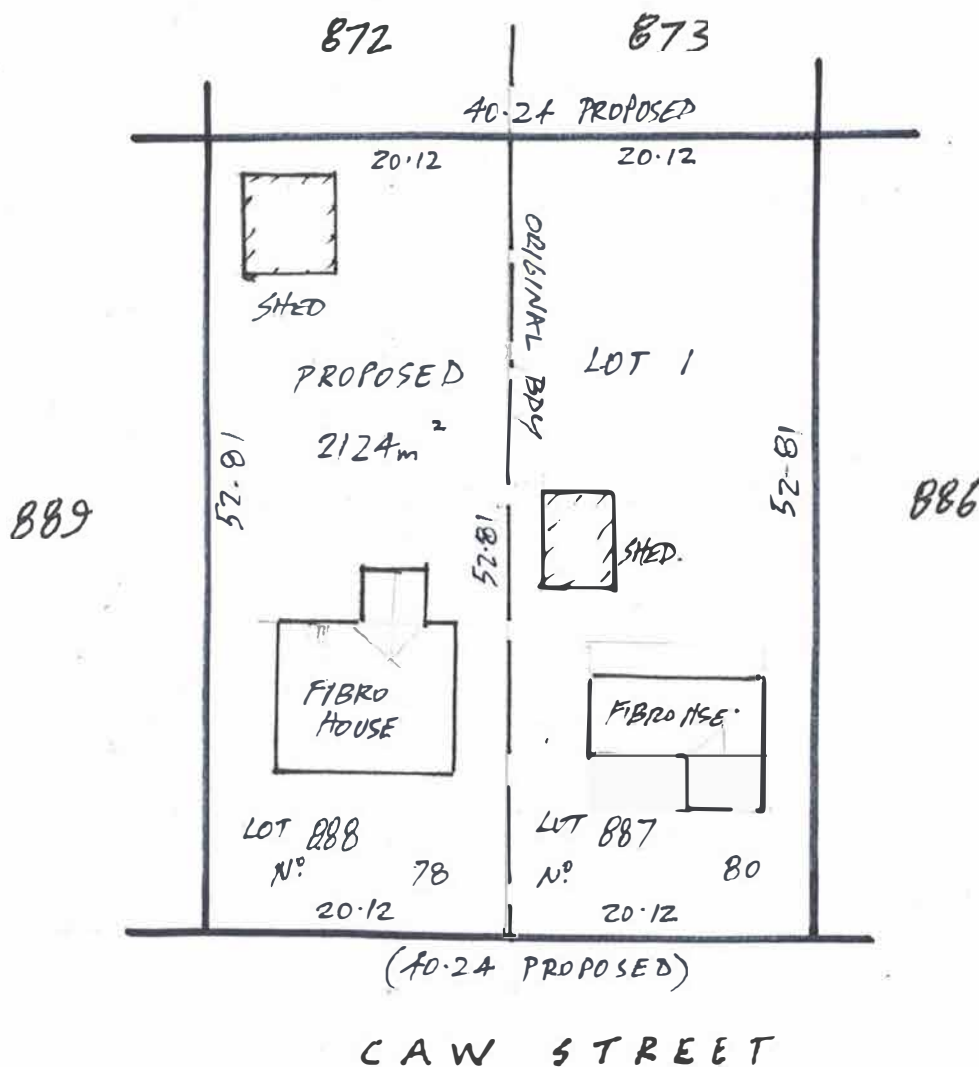 872
873
40.24 PROPOSED
20.12
20.12
SHED
ORIGINAL BDY
PROPOSED
LOT 1
2124m²
52.81
52.81
52.81
889
886
SHED.
FIBRO
HOUSE
FIBRO HSE.
LOT 888
LOT 887
Nº 78
Nº 80
20.12
20.12
(40.24 PROPOSED)
CAW STREET